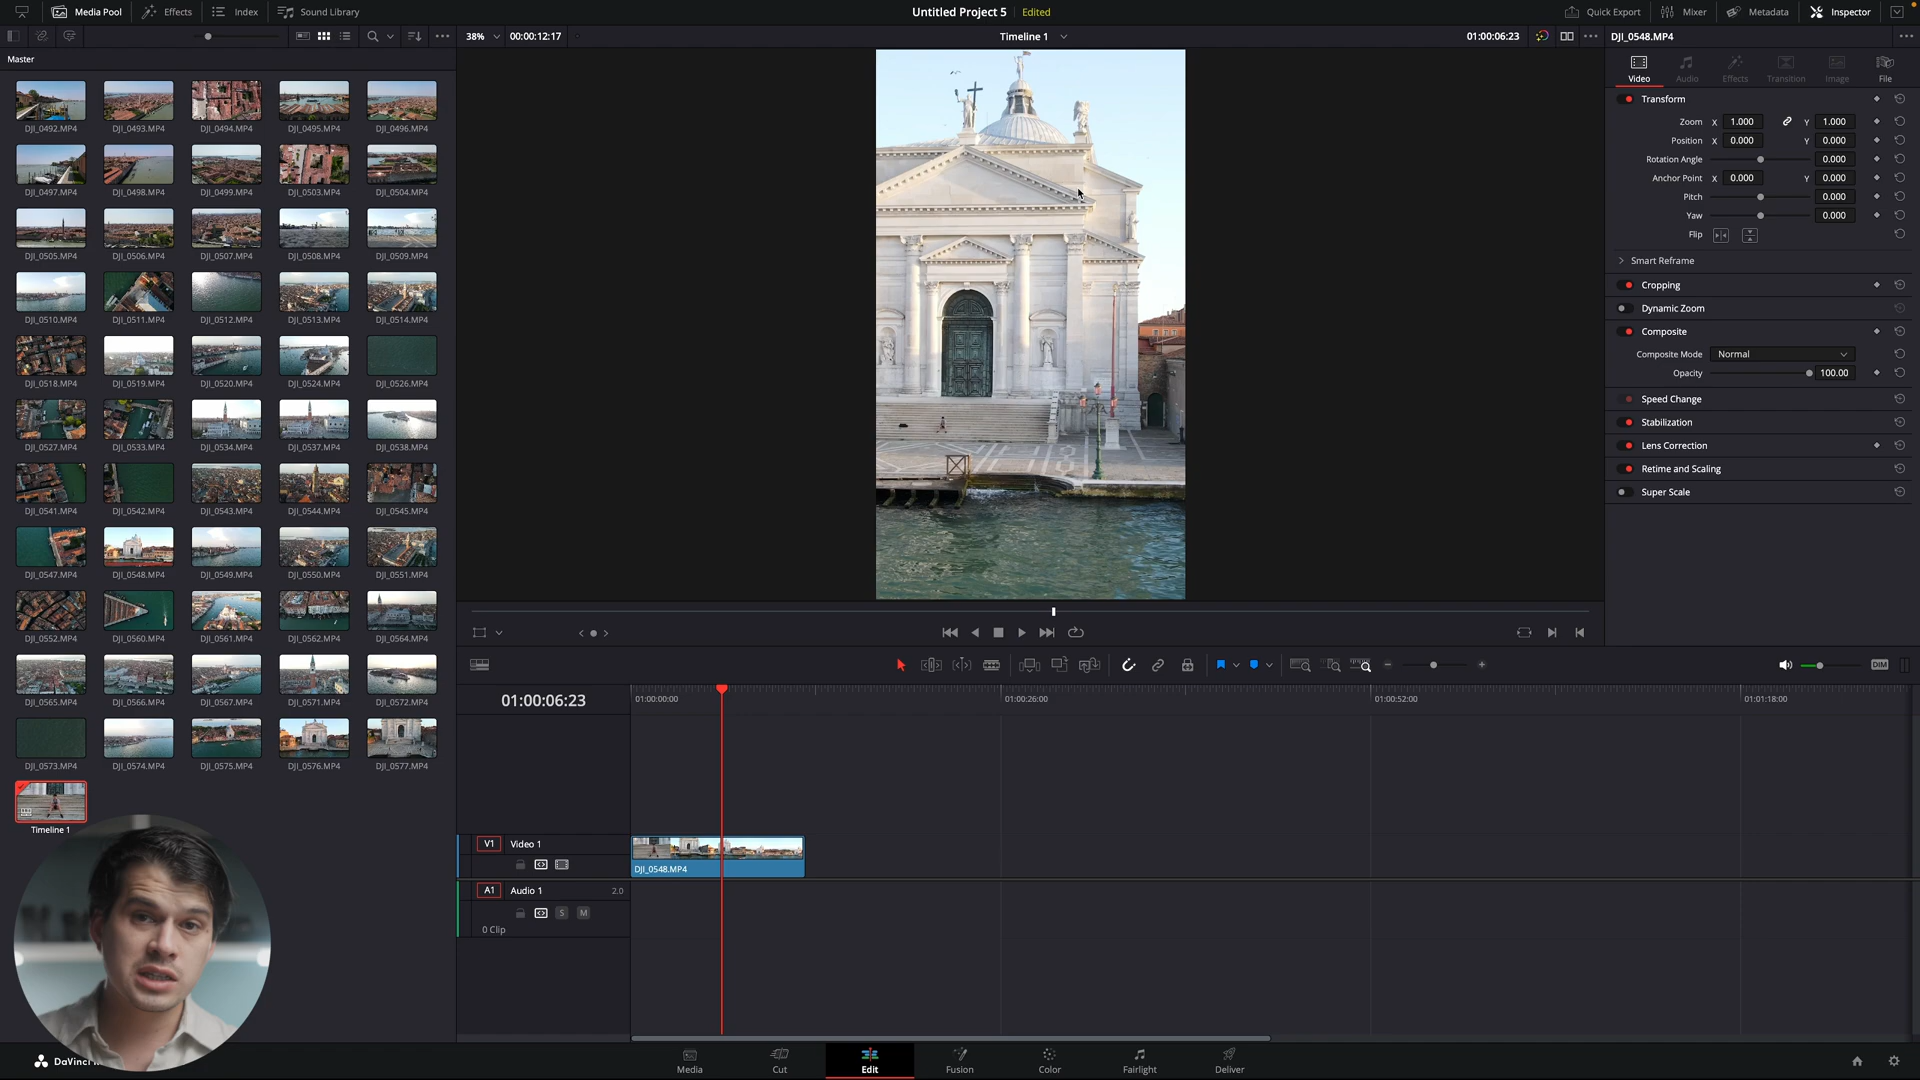 Media Pool
Effects
Index
Sound Library
Untitled Project 5
Edited
Quick Export
Mixer
Metadata
Inspector
38%
00:00:12:17
Timeline 1
01:00:06:23
DJI_0548.MP4
Master
Video
Audio
Effects
Transition
Image
File
DJI_0492.MP4
DJI_0493.MP4
DJI_0494.MP4
DJI_0495.MP4
DJI_0496.MP4
DJI_0497.MP4
DJI_0498.MP4
DJI_0499.MP4
DJI_0503.MP4
DJI_0504.MP4
DJI_0505.MP4
DJI_0506.MP4
DJI_0507.MP4
DJI_0508.MP4
DJI_0509.MP4
DJI_0510.MP4
DJI_0511.MP4
DJI_0512.MP4
DJI_0513.MP4
DJI_0514.MP4
DJI_0518.MP4
DJI_0519.MP4
DJI_0520.MP4
DJI_0524.MP4
DJI_0526.MP4
DJI_0527.MP4
DJI_0533.MP4
DJI_0534.MP4
DJI_0537.MP4
DJI_0538.MP4
DJI_0541.MP4
DJI_0542.MP4
DJI_0543.MP4
DJI_0544.MP4
DJI_0545.MP4
DJI_0547.MP4
DJI_0548.MP4
DJI_0549.MP4
DJI_0550.MP4
DJI_0551.MP4
DJI_0552.MP4
DJI_0560.MP4
DJI_0561.MP4
DJI_0562.MP4
DJI_0564.MP4
DJI_0565.MP4
DJI_0566.MP4
DJI_0567.MP4
DJI_0571.MP4
DJI_0572.MP4
DJI_0573.MP4
DJI_0574.MP4
DJI_0575.MP4
DJI_0576.MP4
DJI_0577.MP4
Timeline 1
Transform
Zoom X 1.000 Y 1.000
Position X 0.000 Y 0.000
Rotation Angle 0.000
Anchor Point X 0.000 Y 0.000
Pitch 0.000
Yaw 0.000
Flip
Smart Reframe
Cropping
Dynamic Zoom
Composite
Composite Mode Normal
Opacity 100.00
Speed Change
Stabilization
Lens Correction
Retime and Scaling
Super Scale
DIM
01:00:06:23
01:00:00:00
01:00:26:00
01:00:52:00
01:01:18:00
V1 Video 1
DJI_0548.MP4
A1 Audio 1 2.0
S M
0 Clip
DaVinci
Media
Cut
Edit
Fusion
Color
Fairlight
Deliver